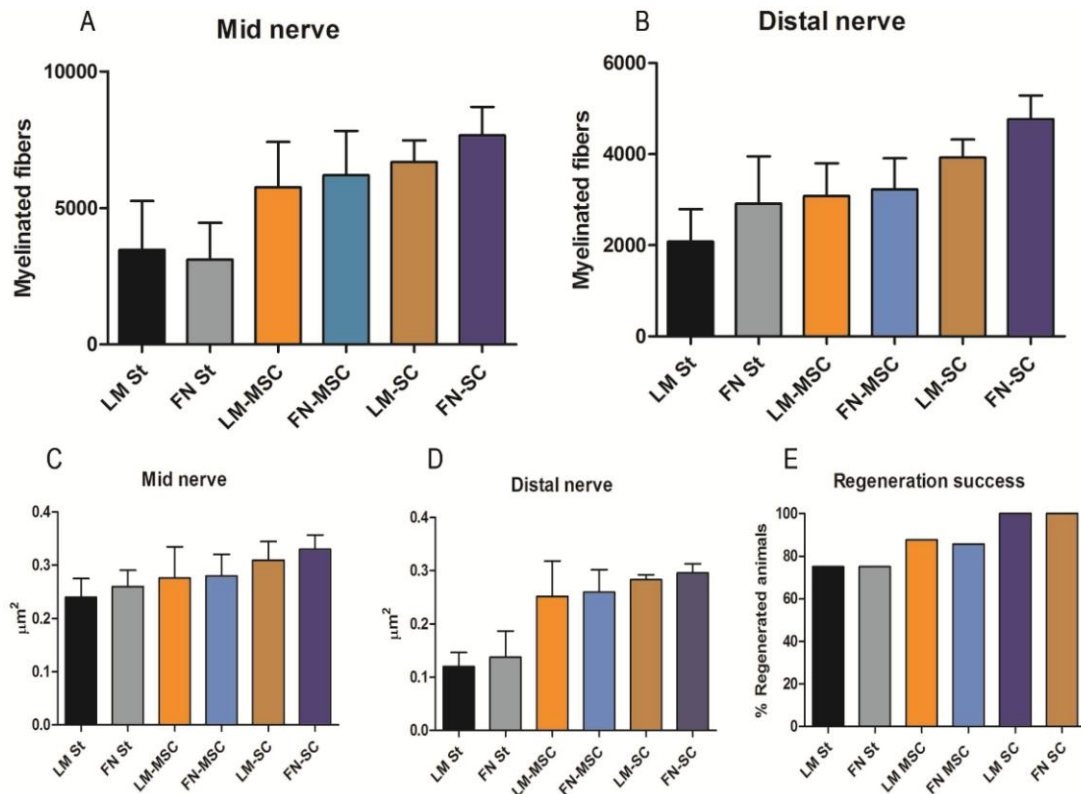 A
Mid nerve
Myelinated fibers
10000
5000
0
LM St
FN St
LM-MSC
FN-MSC
LM-SC
FN-SC
B
Distal nerve
Myelinated fibers
6000
4000
2000
0
LM St
FN St
LM-MSC
FN-MSC
LM-SC
FN-SC
C
Mid nerve
μm²
0.4
0.3
0.2
0.1
0.0
LM St
FN St
LM-MSC
FN-MSC
LM-SC
FN-SC
D
Distal nerve
μm²
0.4
0.3
0.2
0.1
0.0
LM St
FN St
LM-MSC
FN-MSC
LM-SC
FN-SC
E
Regeneration success
% Regenerated animals
100
80
60
40
20
0
LM St
FN St
LM MSC
FN MSC
LM SC
FN SC